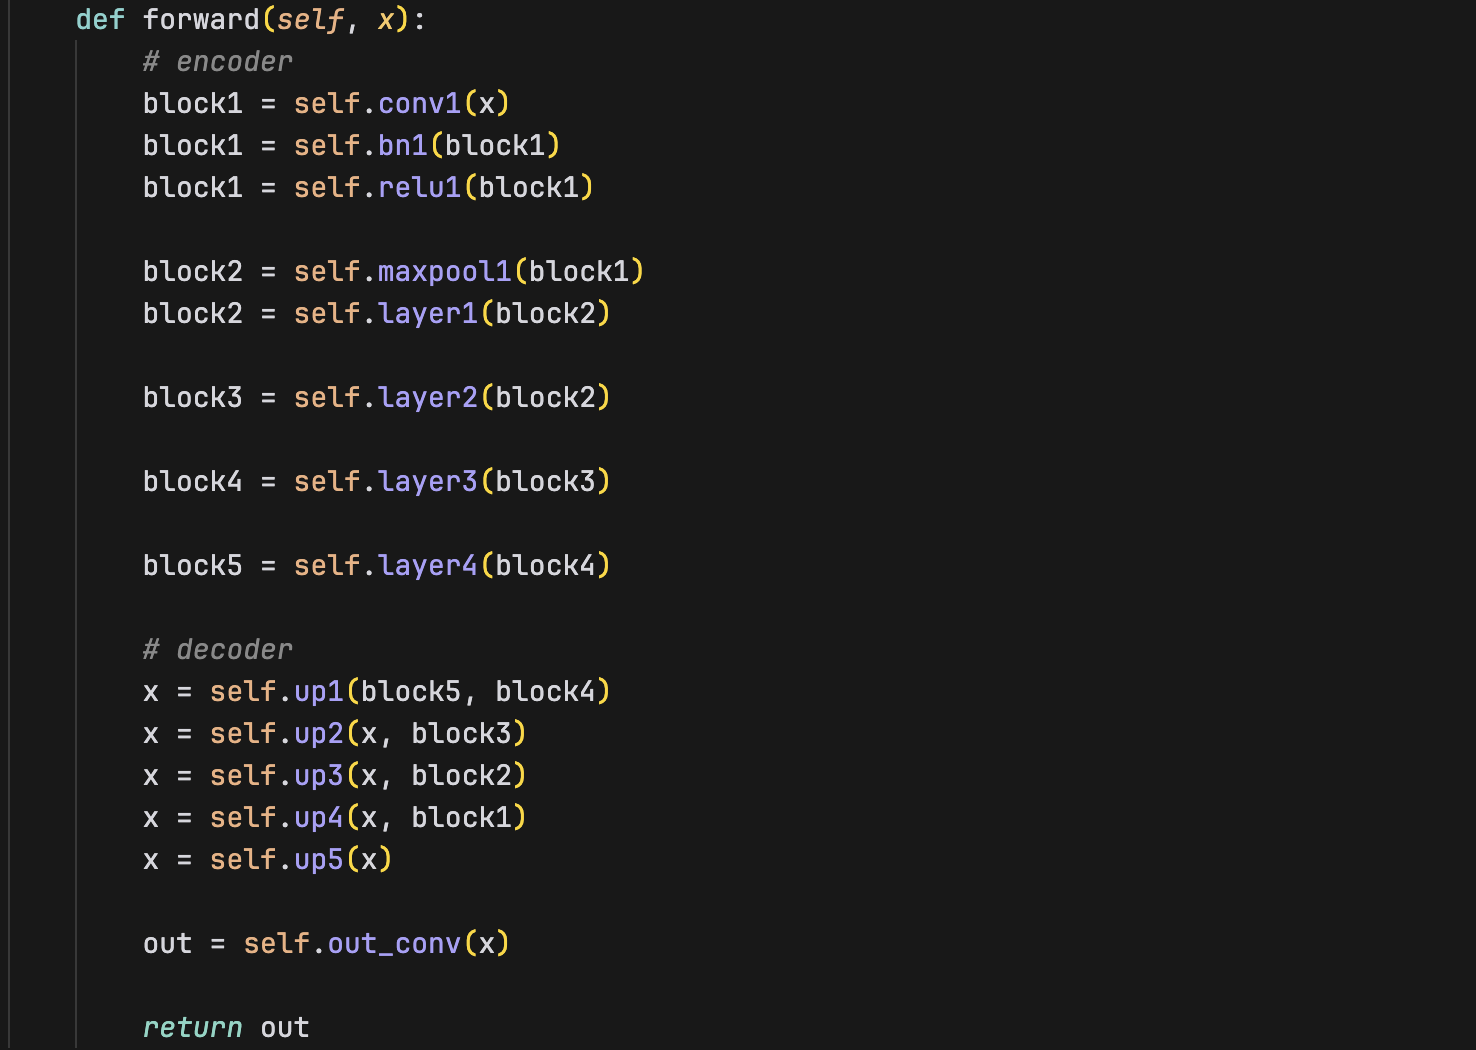 def forward(self, x):
    # encoder
    block1 = self.conv1(x)
    block1 = self.bn1(block1)
    block1 = self.relu1(block1)

    block2 = self.maxpool1(block1)
    block2 = self.layer1(block2)

    block3 = self.layer2(block2)

    block4 = self.layer3(block3)

    block5 = self.layer4(block4)

    # decoder
    x = self.up1(block5, block4)
    x = self.up2(x, block3)
    x = self.up3(x, block2)
    x = self.up4(x, block1)
    x = self.up5(x)

    out = self.out_conv(x)

    return out